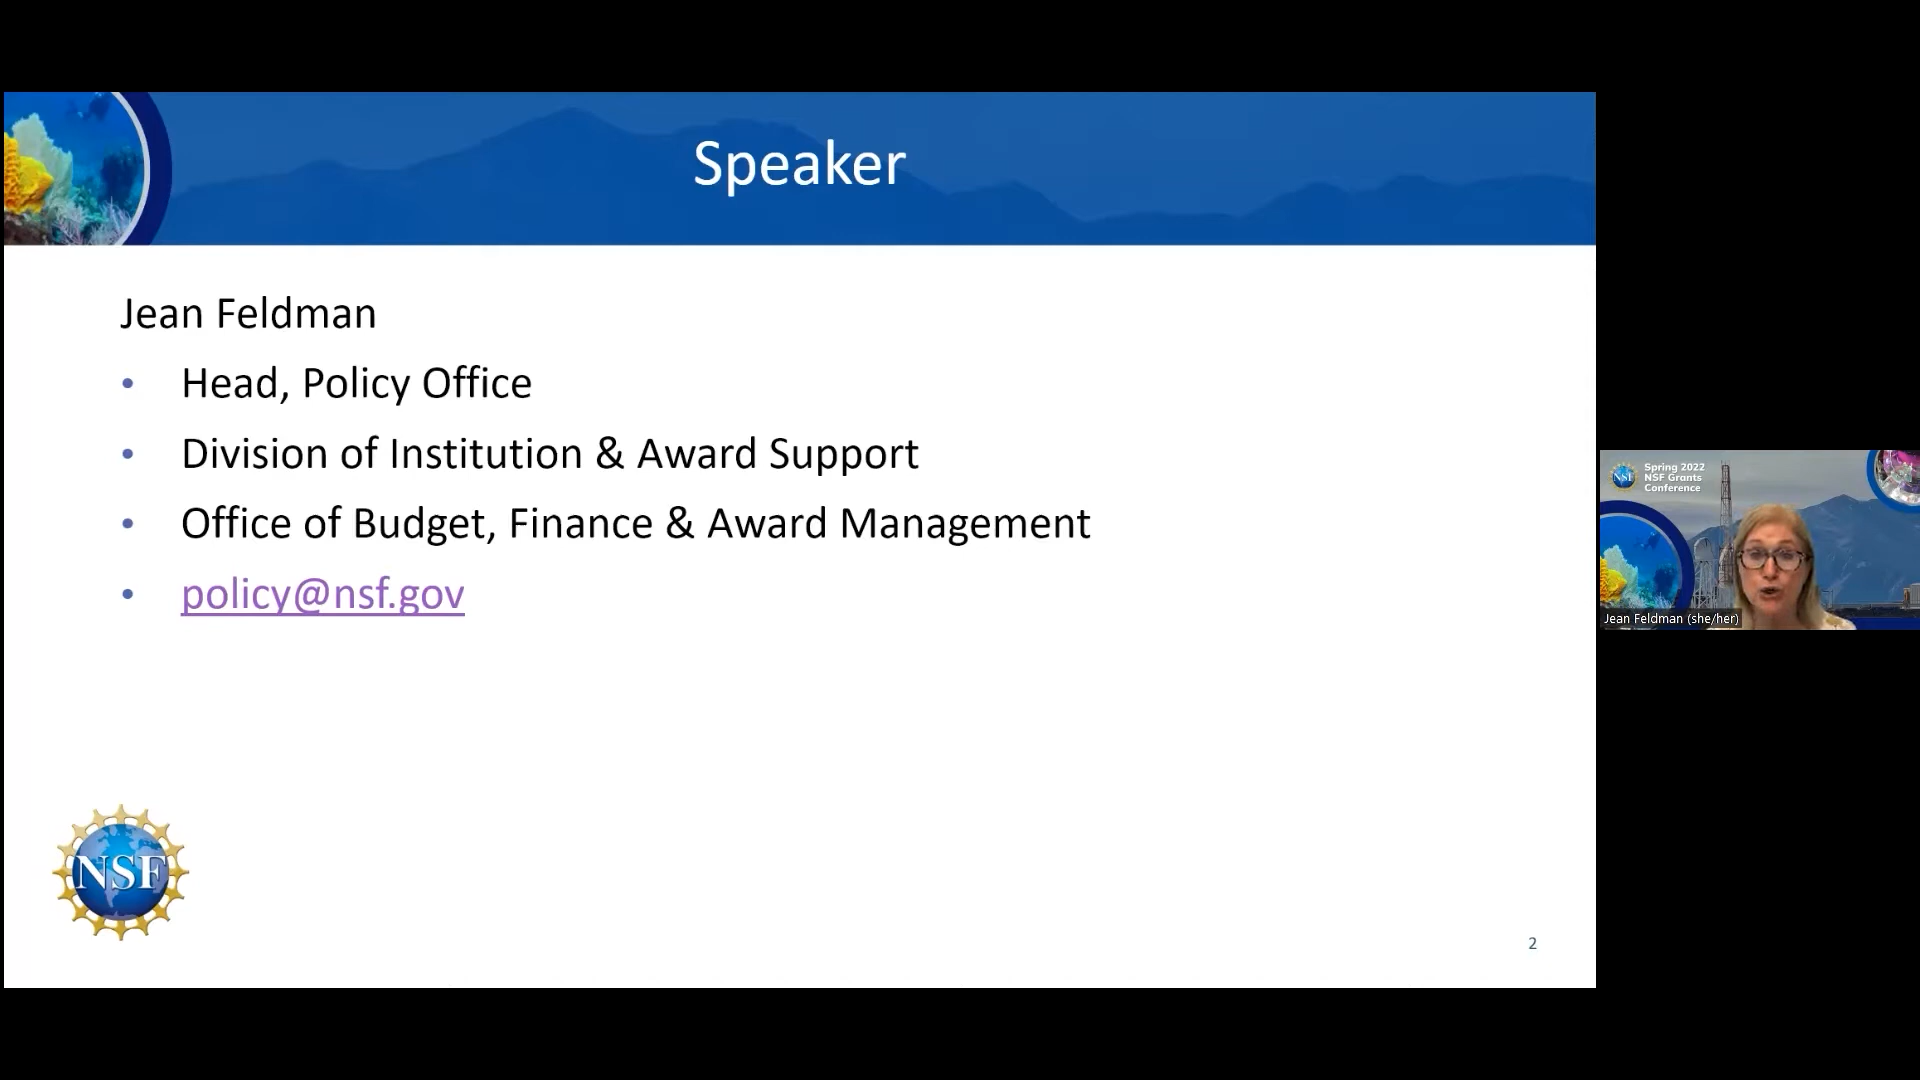 Speaker
Jean Feldman
• Head, Policy Office
• Division of Institution & Award Support
• Office of Budget, Finance & Award Management
• policy@nsf.gov
NSF
2
NSF
Spring 2022
NSF Grants
Conference
Jean Feldman (she/her)